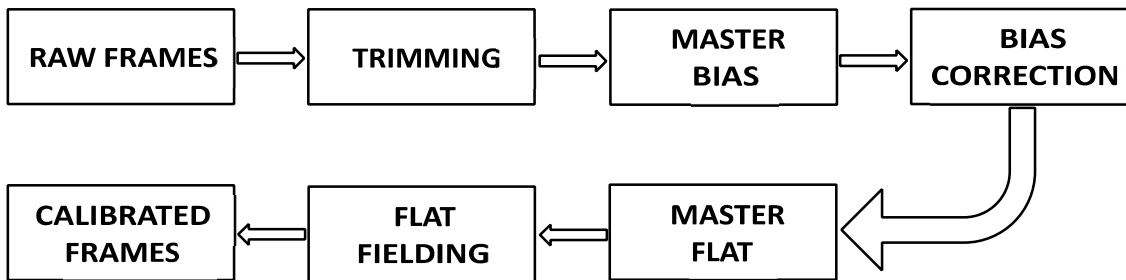 RAW FRAMES
TRIMMING
MASTER
BIAS
BIAS
CORRECTION
MASTER
FLAT
FLAT
FIELDING
CALIBRATED
FRAMES